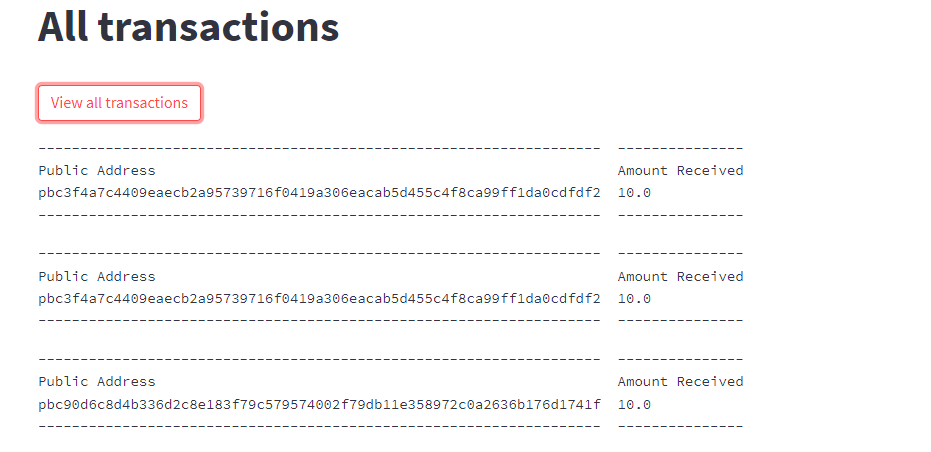 All transactions
View all transactions
------------------------------------------------------------------- ---------------
Public Address Amount Received
pbc3f4a7c4409eaecb2a95739716f0419a306eacab5d455c4f8ca99ff1da0cdfdf2 10.0
------------------------------------------------------------------- ---------------
------------------------------------------------------------------- ---------------
Public Address Amount Received
pbc3f4a7c4409eaecb2a95739716f0419a306eacab5d455c4f8ca99ff1da0cdfdf2 10.0
------------------------------------------------------------------- ---------------
------------------------------------------------------------------- ---------------
Public Address Amount Received
pbc90d6c8d4b336d2c8e183f79c579574002f79db11e358972c0a2636b176d1741f 10.0
------------------------------------------------------------------- ---------------